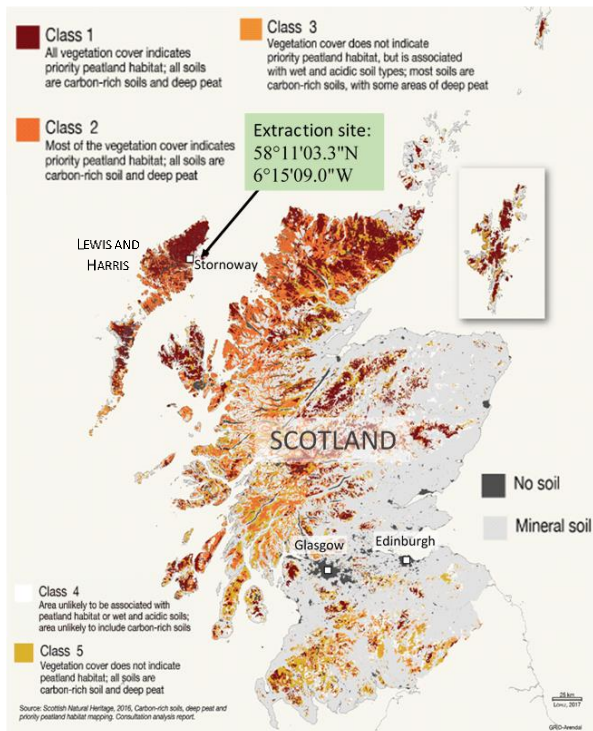 Class 1
All vegetation cover indicates
priority peatland habitat; all soils
are carbon-rich soils and deep peat
Class 3
Vegetation cover does not indicate
priority peatland habitat, but is associated
with wet and acidic soil types; most soils are
carbon-rich soils, with some areas of deep peat
Class 2
Most of the vegetation cover indicates
priority peatland habitat; all soils are
carbon-rich soil and deep peat
Extraction site:
58°11'03.3"N
6°15'09.0"W
LEWIS AND
HARRIS
Stornoway
SCOTLAND
No soil
Mineral soil
Glasgow
Edinburgh
Class 4
Area unlikely to be associated with
peatland habitat or wet and acidic soils;
area unlikely to include carbon-rich soils
Class 5
Vegetation cover does not indicate
peatland habitat; all soils are
carbon-rich soil and deep peat
Source: Scottish Natural Heritage, 2016, Carbon-rich soils, deep peat and
priority peatland habitat mapping. Consultation analysis report.
25 km
LÓPEZ, 2017
GRID-Arendal